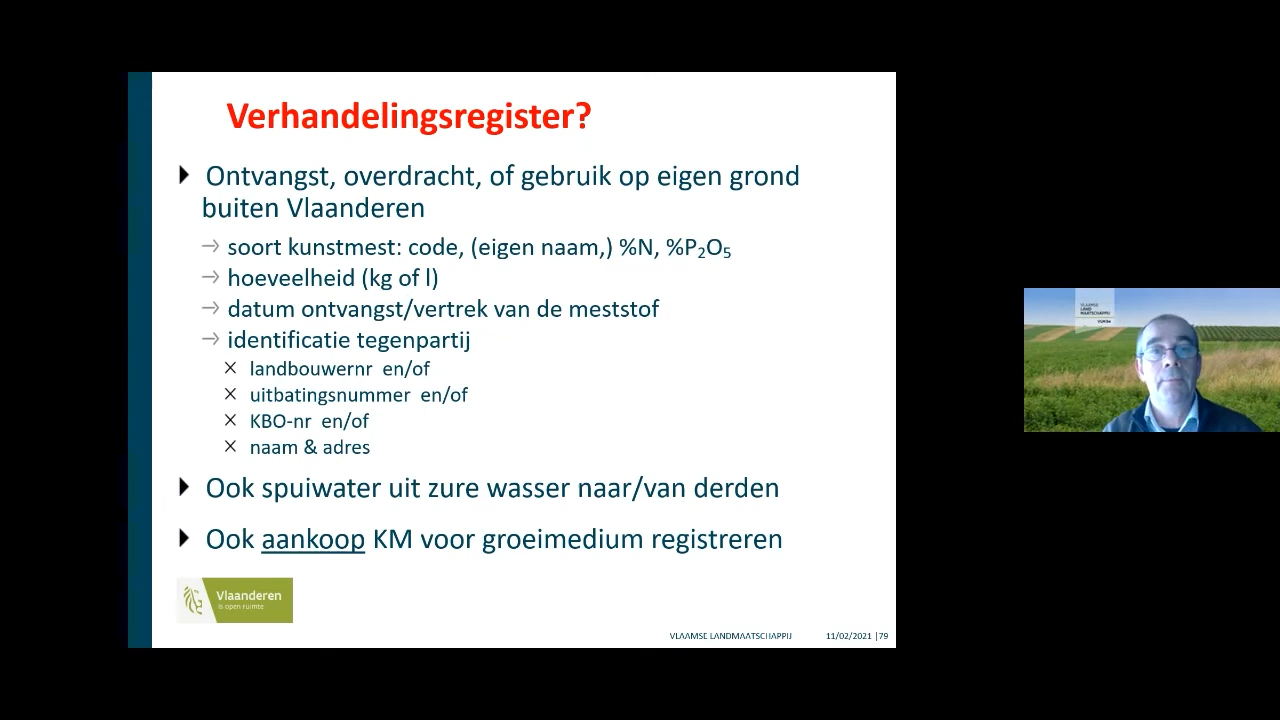 Verhandelingsregister?
Ontvangst, overdracht, of gebruik op eigen grond
buiten Vlaanderen
soort kunstmest: code, (eigen naam,) %N, %P₂O₅
hoeveelheid (kg of l)
datum ontvangst/vertrek van de meststof
identificatie tegenpartij
landbouwernr en/of
uitbatingsnummer en/of
KBO-nr en/of
naam & adres
Ook spuiwater uit zure wasser naar/van derden
Ook aankoop KM voor groeimedium registreren
Vlaanderen
is open ruimte
VLAAMSE LANDMAATSCHAPPIJ 11/02/2021 |79
VLAAMSE
LAND
MAATSCHAPPIJ